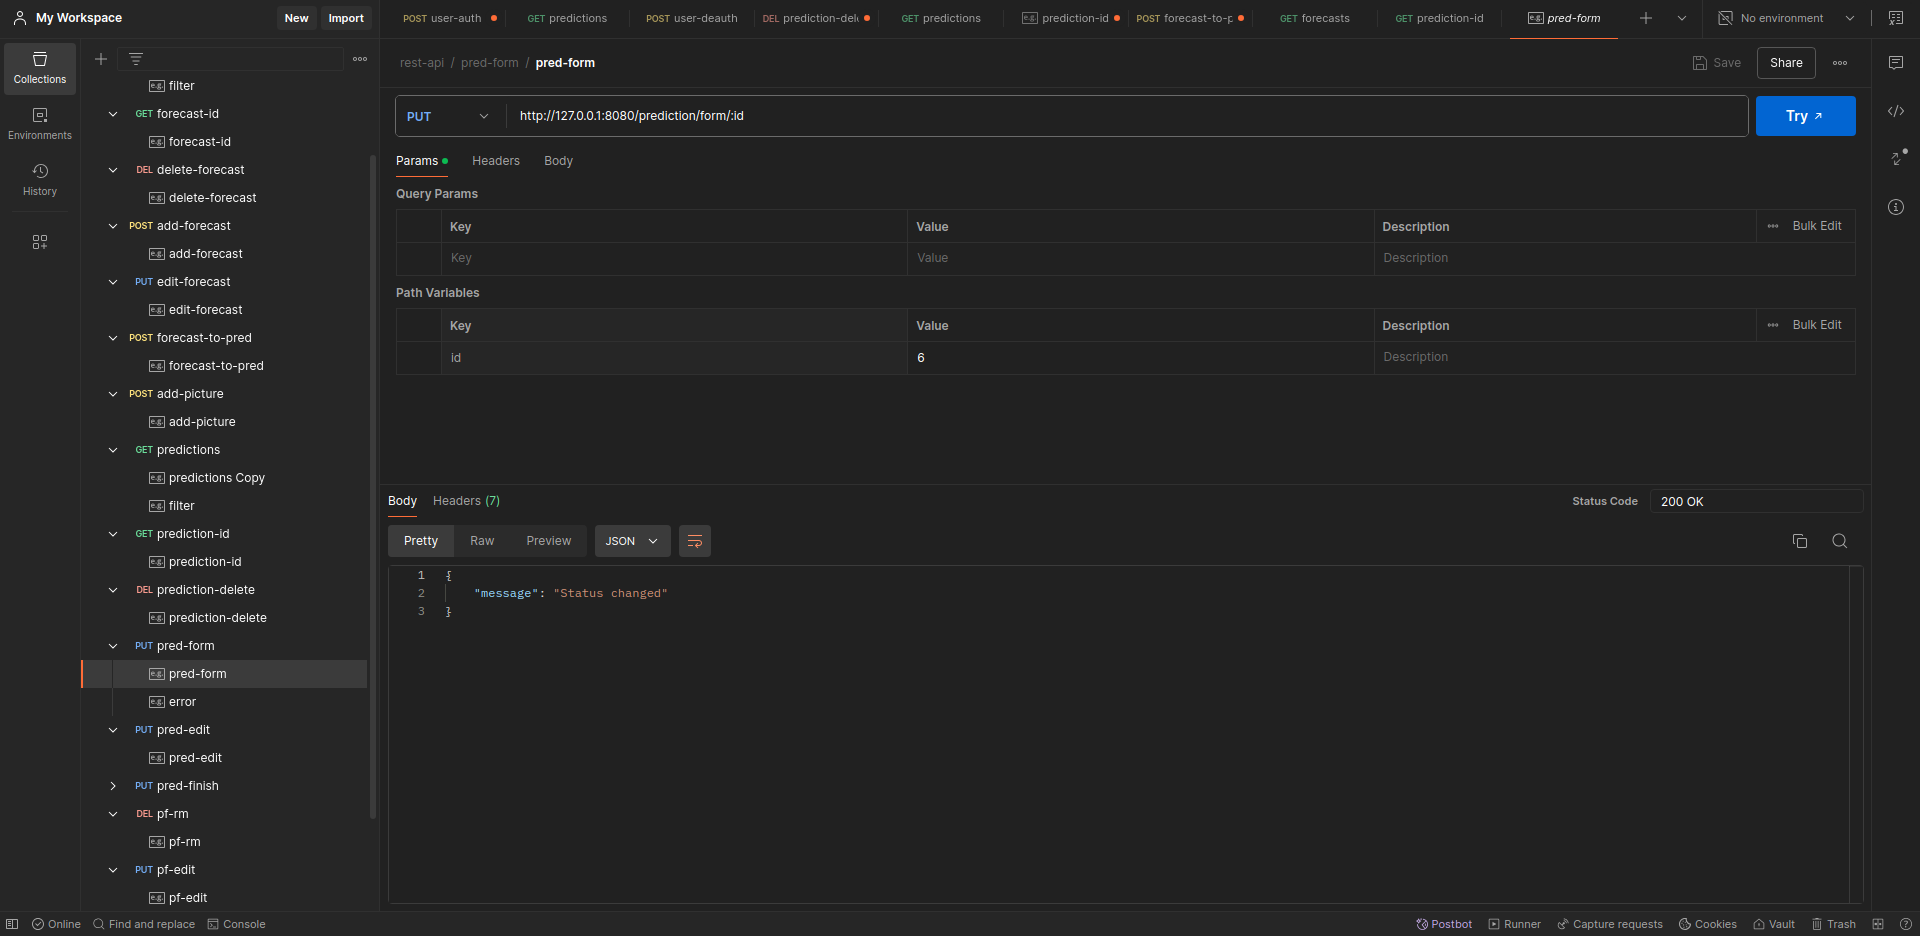 My Workspace
New
Import
POST user-auth
GET predictions
POST user-deauth
DEL prediction-del
GET predictions
e.g. prediction-id
POST forecast-to-p
GET forecasts
GET prediction-id
e.g. pred-form
No environment
Collections
Environments
History
e.g. filter
GET forecast-id
e.g. forecast-id
DEL delete-forecast
e.g. delete-forecast
POST add-forecast
e.g. add-forecast
PUT edit-forecast
e.g. edit-forecast
POST forecast-to-pred
e.g. forecast-to-pred
POST add-picture
e.g. add-picture
GET predictions
e.g. predictions Copy
e.g. filter
GET prediction-id
e.g. prediction-id
DEL prediction-delete
e.g. prediction-delete
PUT pred-form
e.g. pred-form
e.g. error
PUT pred-edit
e.g. pred-edit
PUT pred-finish
DEL pf-rm
e.g. pf-rm
PUT pf-edit
e.g. pf-edit
rest-api / pred-form / pred-form
Save
Share
PUT
http://127.0.0.1:8080/prediction/form/:id
Try
Params
Headers
Body
Query Params
Key Value Description Bulk Edit
Key Value Description
Path Variables
Key Value Description Bulk Edit
id 6 Description
Body
Headers (7)
Status Code
200 OK
Pretty
Raw
Preview
JSON
1 {
2 "message": "Status changed"
3 }
Online
Find and replace
Console
Postbot
Runner
Capture requests
Cookies
Vault
Trash